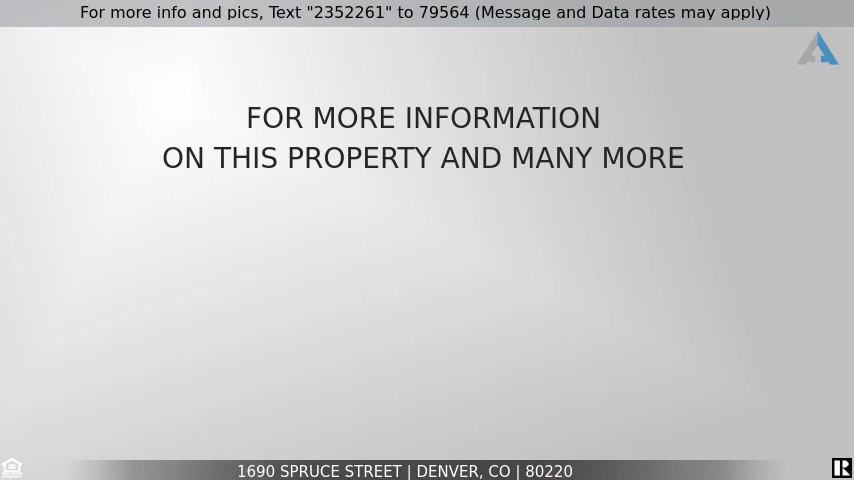 For more info and pics, Text "2352261" to 79564 (Message and Data rates may apply)
FOR MORE INFORMATION
ON THIS PROPERTY AND MANY MORE
1690 SPRUCE STREET | DENVER, CO | 80220